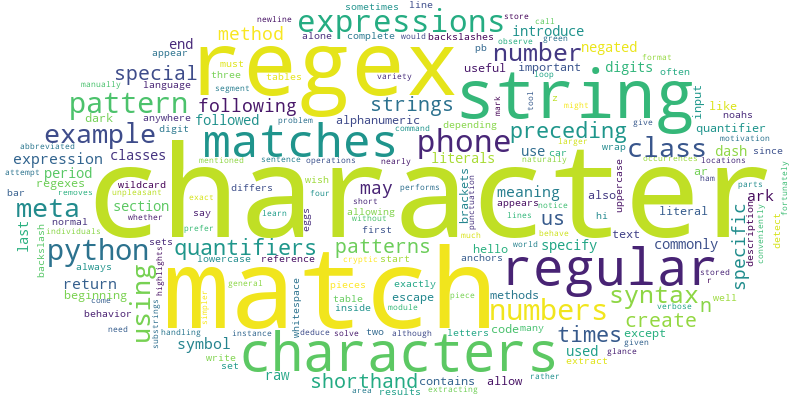 sometimes line
newline expressions store
alone complete would backslashes call introduce
end method must observe green number negated
appear regex important
special three tables useful pb digits often
segment language string tool format
pattern following strings mark loop z might input
dark manually variety
anywhere digit followed alphanumeric depending quantifier like
example matches phone preceding noahs
abbreviated problem command motivation
expression classes mentioned nearly larger dash since
attempt period exact sentence operations literals use car class occurrences locations
regexes removes unpleasant differs if wish may wrap naturally ar ham
bar wildcard four brackets punctuation meaning give parts
meta individuals section eggs short appears also uppercase ark
normal whether say allowing without literal verbose
last prefer character us hi text detect description
backslash sets highlights quantifiers first patterns specify commonly specific fortunately
python lowercase reference learn much hello world anchors behave notice lines
always cryptic start
return using general pieces exactly methods regular stored r conveniently
beginning come similar table inside escape piece
behavior need substrings match module although numbers syntax n well
handling instance deduce solve two letters code many create except
symbol write characters whitespace times used given glance
set raw shorthand contains allow rather extract
area results extracting